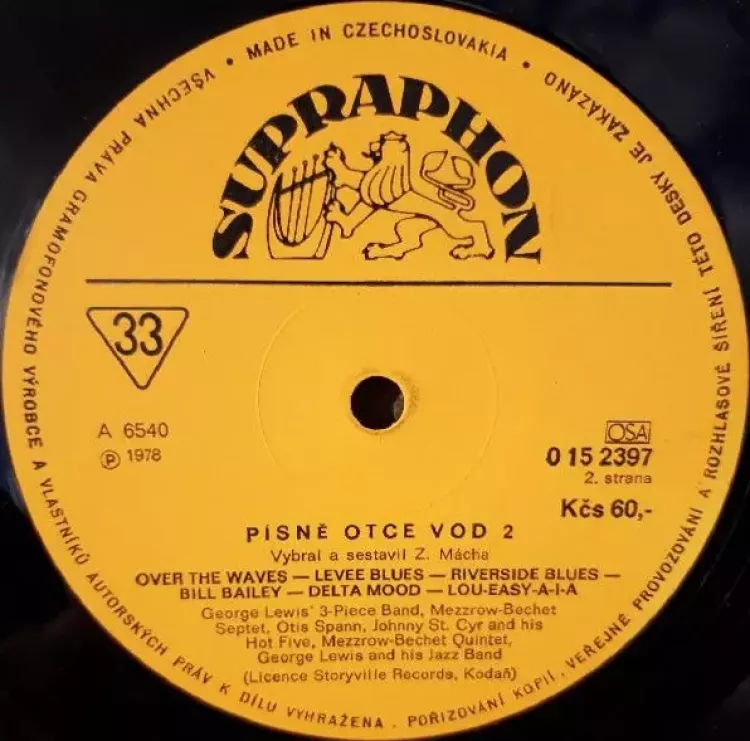 VŠECHNA PRÁVA GRAMOFONOVÉHO VÝROBCE A VLASTNÍKŮ AUTORSKÝCH PRÁV K DÍLU VYHRAŽENA . POŘIZOVÁNÍ KOPIÍ, VEŘEJNÉ PROVOZOVÁNÍ A ROZHLASOVÉ ŠÍŘENÍ TÉTO DESKY JE ZAKÁZÁNO
• MADE IN CZECHOSLOVAKIA •
SUPRAPHON
33
A 6540
Ⓟ 1978
OSA
0 15 2397
2. strana
Kčs 60,-
PÍSNĚ OTCE VOD 2
Vybral a sestavil Z. Mácha
OVER THE WAVES — LEVEE BLUES — RIVERSIDE BLUES —
BILL BAILEY — DELTA MOOD — LOU-EASY-A-I-A
George Lewis' 3-Piece Band, Mezzrow-Bechet
Septet, Otis Spann, Johnny St. Cyr and his
Hot Five, Mezzrow-Bechet Quintet,
George Lewis and his Jazz Band
(Licence Storyville Records, Kodaň)